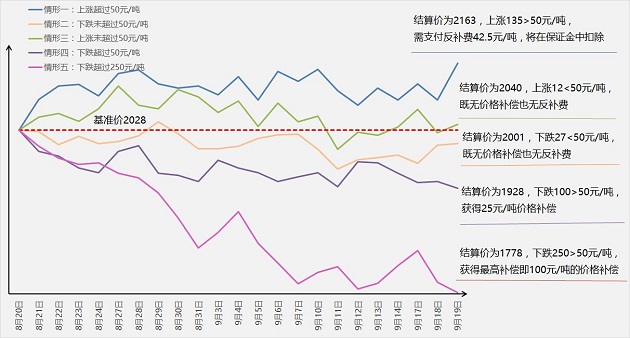 情形一：上涨超过50元/吨
情形二：下跌未超过50元/吨
情形三：上涨未超过50元/吨
情形四：下跌超过50元/吨
情形五：下跌超过250元/吨
基准价2028
结算价为2163，上涨135>50元/吨，
需支付反补费42.5元/吨，将在保证金中扣除
结算价为2040，上涨12<50元/吨，
既无价格补偿也无反补费
结算价为2001，下跌27<50元/吨，
既无价格补偿也无反补费
结算价为1928，下跌100>50元/吨，
获得25元/吨价格补偿
结算价为1778，下跌250>50元/吨，
获得最高补偿即100元/吨的价格补偿
8月20日
8月21日
8月22日
8月23日
8月24日
8月27日
8月28日
8月29日
8月30日
8月31日
9月3日
9月4日
9月5日
9月6日
9月7日
9月10日
9月11日
9月12日
9月13日
9月14日
9月17日
9月18日
9月19日